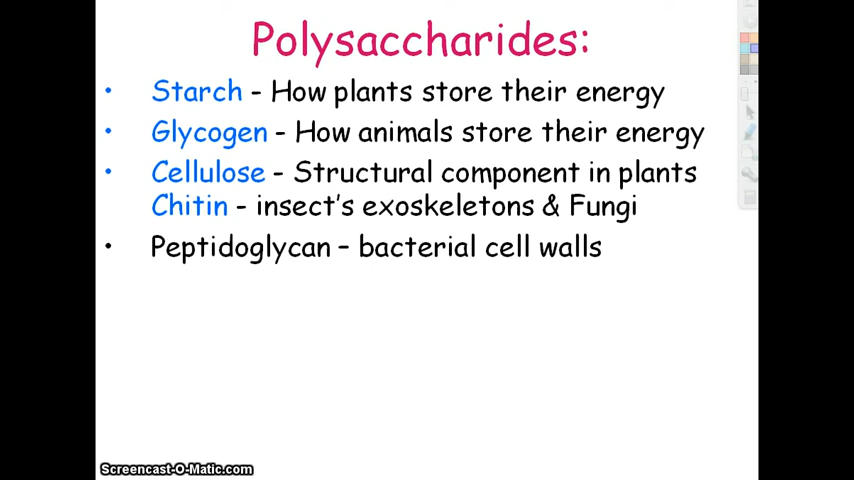 Polysaccharides:
• Starch - How plants store their energy
• Glycogen - How animals store their energy
• Cellulose - Structural component in plants
Chitin - insect's exoskeletons & Fungi
• Peptidoglycan – bacterial cell walls
Screencast-O-Matic.com